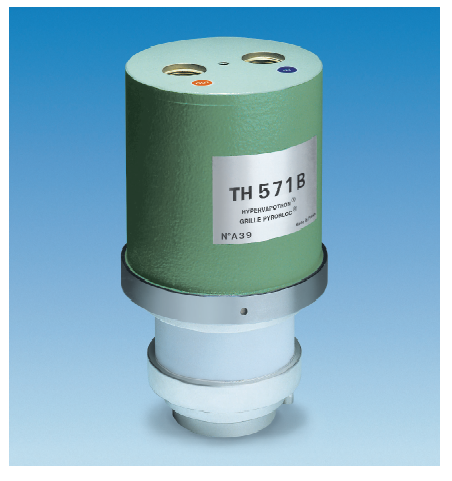 TH 571 B
HYPERVAPOTRON®
GRILLE PYROBLOC®
N°A39